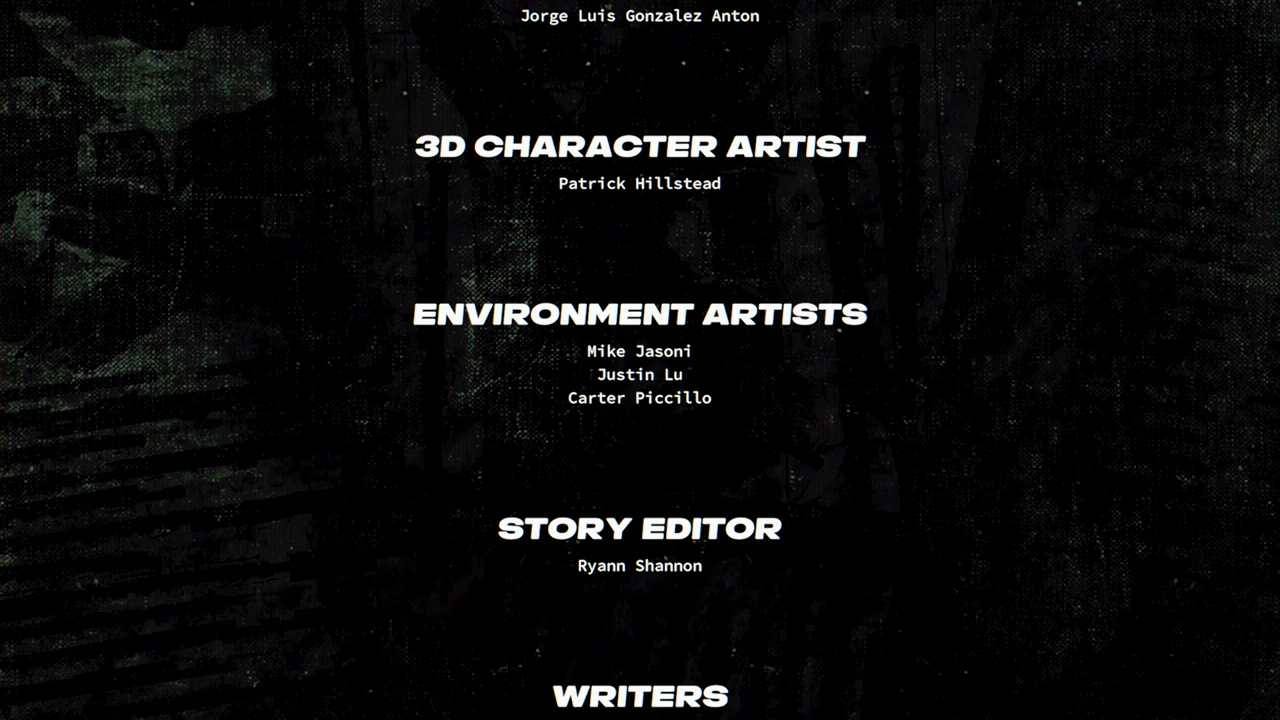 Jorge Luis Gonzalez Anton
3D CHARACTER ARTIST
Patrick Hillstead
ENVIRONMENT ARTISTS
Mike Jasoni
Justin Lu
Carter Piccillo
STORY EDITOR
Ryann Shannon
WRITERS